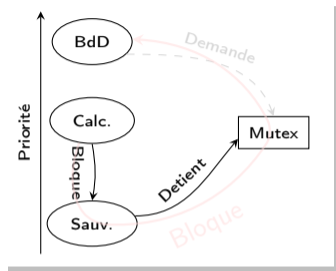 BdD
Demande
Priorité
Calc.
Mutex
Bloque
Detient
Sauv.
Bloque